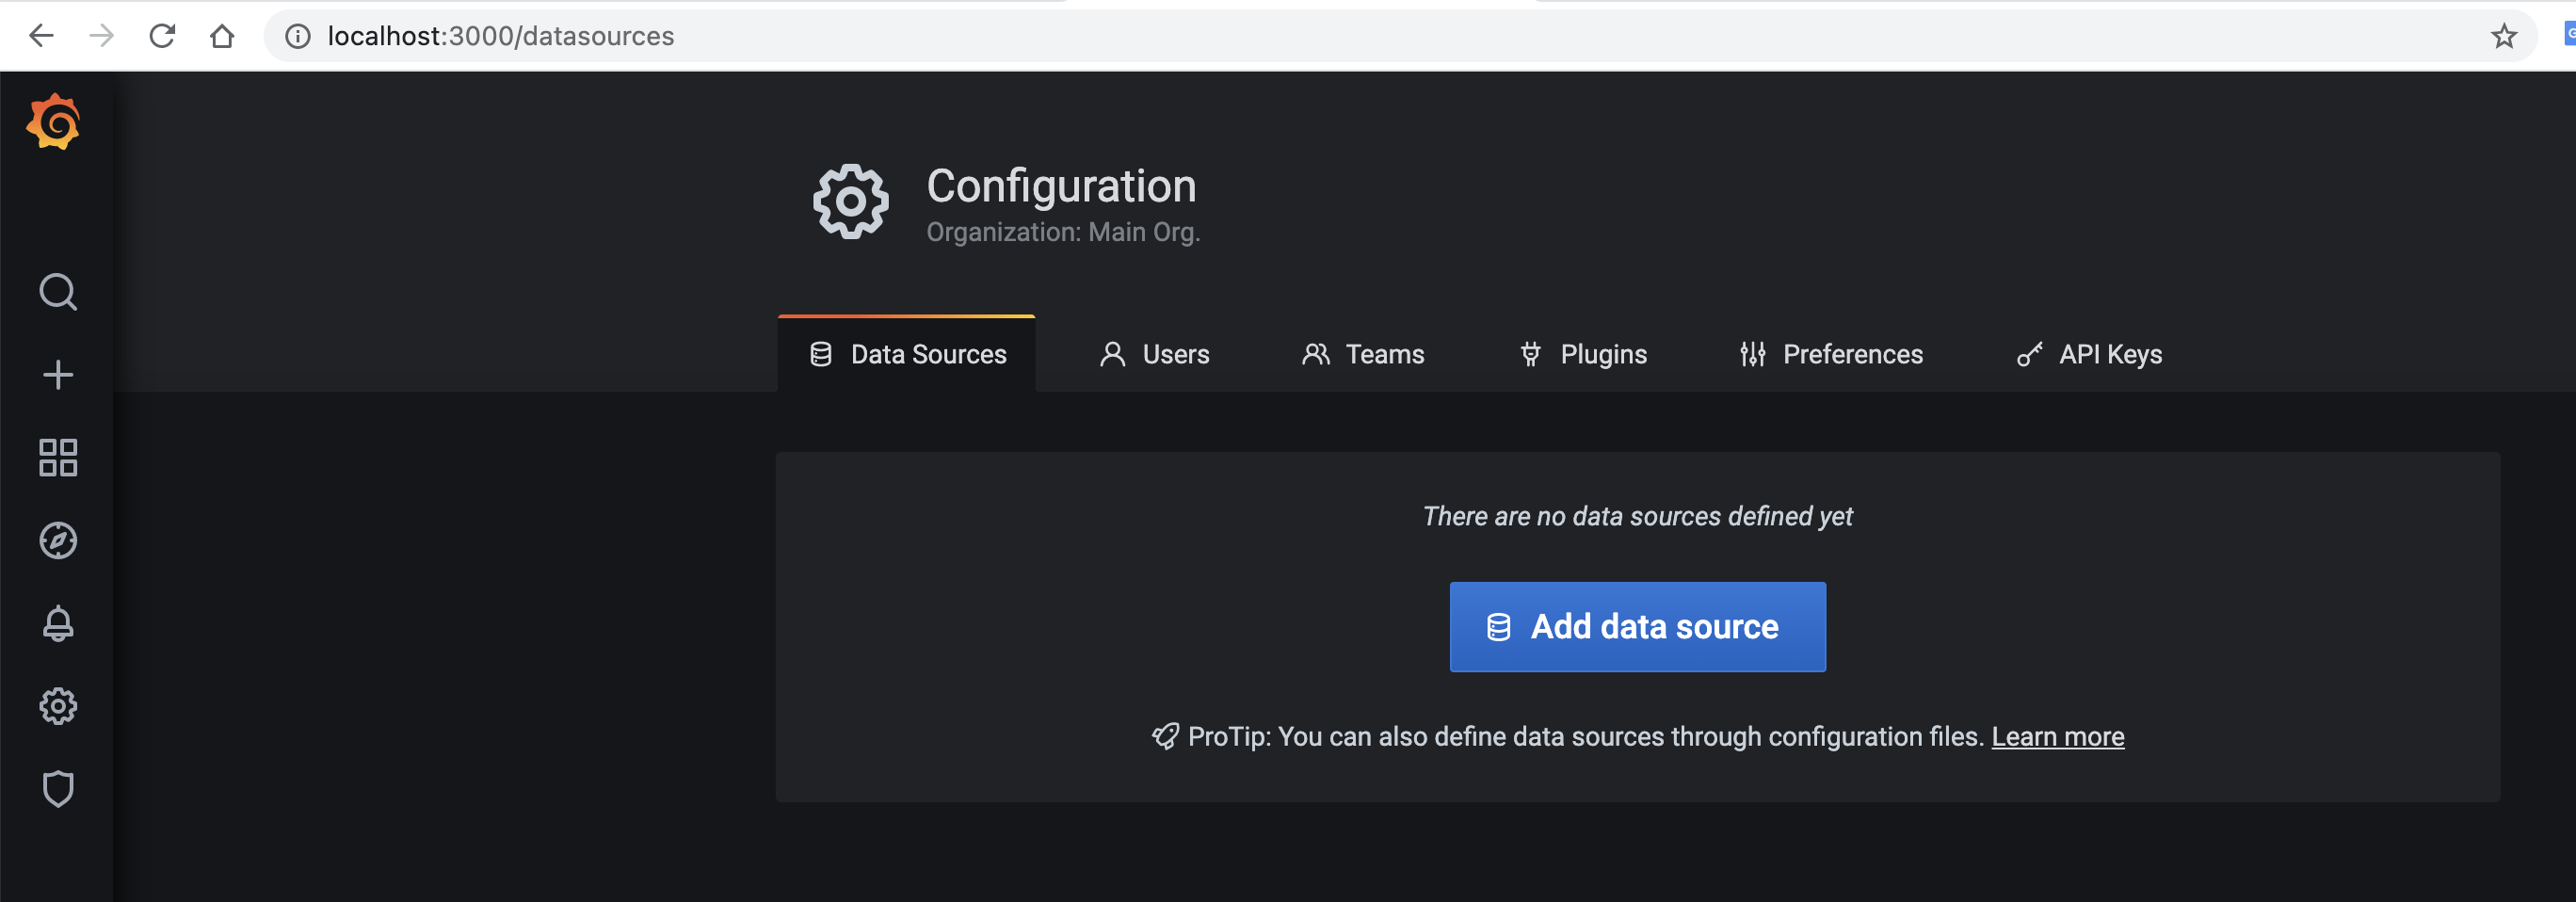 localhost:3000/datasources
Configuration
Organization: Main Org.
Data Sources
Users
Teams
Plugins
Preferences
API Keys
There are no data sources defined yet
Add data source
ProTip: You can also define data sources through configuration files. Learn more